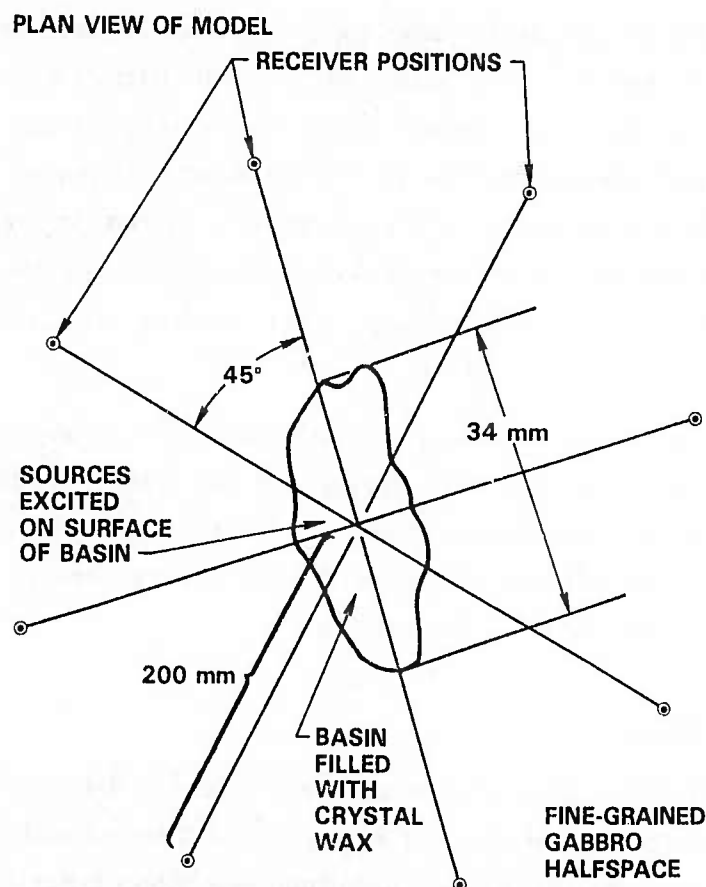 PLAN VIEW OF MODEL
RECEIVER POSITIONS
45°
34 mm
SOURCES
EXCITED
ON SURFACE
OF BASIN
200 mm
BASIN
FILLED
WITH
CRYSTAL
WAX
FINE-GRAINED
GABBRO
HALFSPACE